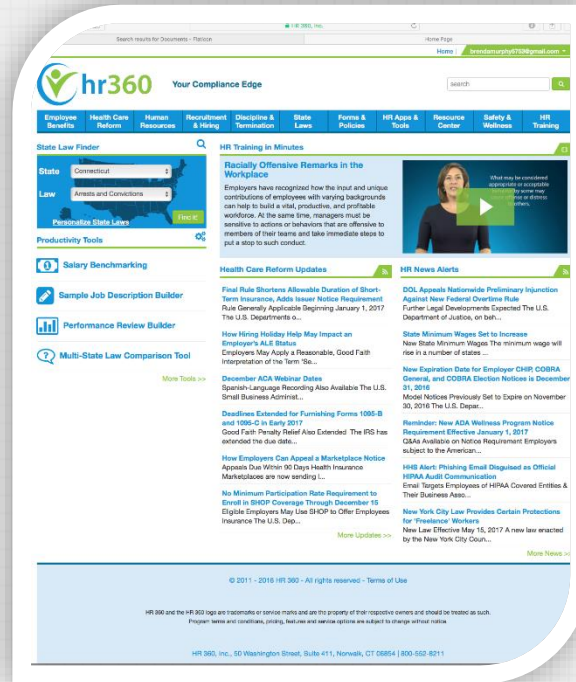 HR 360, Inc.
Search results for Documents - Flatson
Home Page
Home
brendamurphy6759@gmail.com
hr360
Your Compliance Edge
search
Employee Benefits
Health Care Reform
Human Resources
Recruitment & Hiring
Discipline & Termination
State Laws
Forms & Policies
HR Apps & Tools
Resource Center
Safety & Wellness
HR Training
State Law Finder
State
Connecticut
Law
Arrests and Convictions
Personalize State Laws
Find It!
Productivity Tools
Salary Benchmarking
Sample Job Description Builder
Performance Review Builder
Multi-State Law Comparison Tool
More Tools >>
HR Training in Minutes
Racially Offensive Remarks in the
Workplace
Employers have recognized how the input and unique
contributions of employees with varying backgrounds
can help to build a vital, productive, and profitable
workforce. At the same time, managers must be
sensitive to actions or behaviors that are offensive to
members of their teams and take immediate steps to
put a stop to such conduct.
What may be considered
appropriate or acceptable
by some may
or distress
others.
Health Care Reform Updates
Final Rule Shortens Allowable Duration of Short-
Term Insurance, Adds Issuer Notice Requirement
Rule Generally Applicable Beginning January 1, 2017
The U.S. Departments o...
How Hiring Holiday Help May Impact an
Employer's ALE Status
Employers May Apply a Reasonable, Good Faith
Interpretation of the Term 'Se...
December ACA Webinar Dates
Spanish-Language Recording Also Available The U.S.
Small Business Administ...
Deadlines Extended for Furnishing Forms 1095-B
and 1095-C in Early 2017
Good Faith Penalty Relief Also Extended The IRS has
extended the due date...
How Employers Can Appeal a Marketplace Notice
Appeals Due Within 90 Days Health Insurance
Marketplaces are now sending l...
No Minimum Participation Rate Requirement to
Enroll in SHOP Coverage Through December 15
Eligible Employers May Use SHOP to Offer Employees
Insurance The U.S. Dep...
More Updates >>
HR News Alerts
DOL Appeals Nationwide Preliminary Injunction
Against New Federal Overtime Rule
Further Legal Developments Expected The U.S.
Department of Justice, on beh...
State Minimum Wages Set to Increase
New State Minimum Wages The minimum wage will
rise in a number of states ...
New Expiration Date for Employer CHIP, COBRA
General, and COBRA Election Notices is December
31, 2016
Model Notices Previously Set to Expire on November
30, 2016 The U.S. Depar...
Reminder: New ADA Wellness Program Notice
Requirement Effective January 1, 2017
Q&As Available on Notice Requirement Employers
subject to the American...
HHS Alert: Phishing Email Disguised as Official
HIPAA Audit Communication
Email Targets Employees of HIPAA Covered Entities &
Their Business Asso...
New York City Law Provides Certain Protections
for 'Freelance' Workers
New Law Effective May 15, 2017 A new law enacted
by the New York City Coun...
More News >>
© 2011 - 2016 HR 360 - All rights reserved - Terms of Use
HR 360 and the HR 360 logo are trademarks or service marks and are the property of their respective owners and should be treated as such.
Program terms and conditions, pricing, features and service options are subject to change without notice.
HR 360, Inc., 50 Washington Street, Suite 411, Norwalk, CT 06854 | 800-552-8211